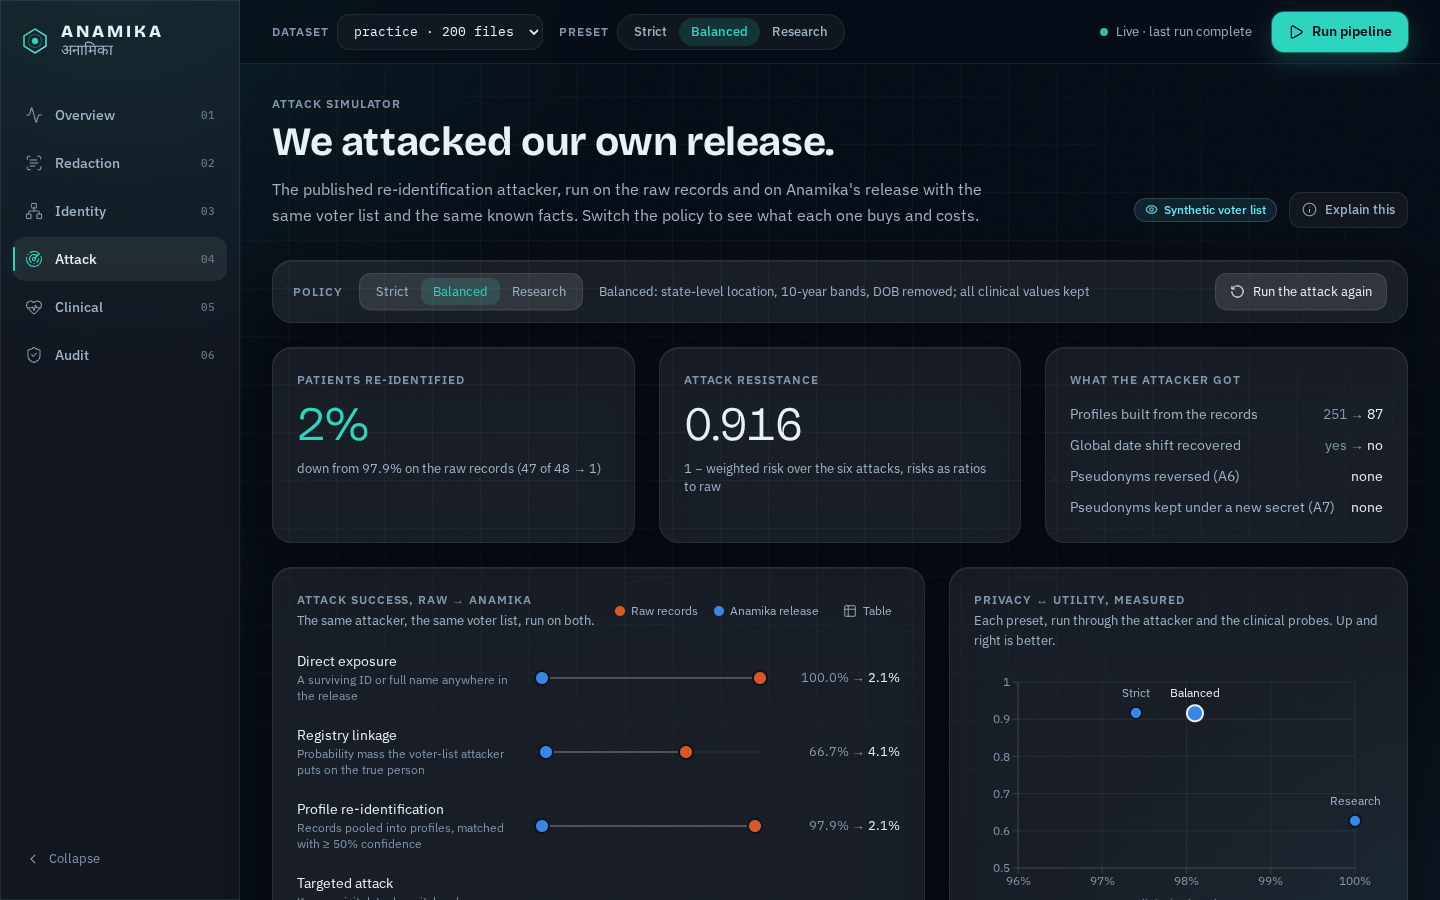 ANAMIKA
अनामिका
DATASET
practice · 200 files
PRESET
Strict
Balanced
Research
Live · last run complete
Run pipeline
Overview 01
Redaction 02
Identity 03
Attack 04
Clinical 05
Audit 06
Collapse
ATTACK SIMULATOR
We attacked our own release.
The published re-identification attacker, run on the raw records and on Anamika's release with the
same voter list and the same known facts. Switch the policy to see what each one buys and costs.
Synthetic voter list
Explain this
POLICY
Strict
Balanced
Research
Balanced: state-level location, 10-year bands, DOB removed; all clinical values kept
Run the attack again
PATIENTS RE-IDENTIFIED
2%
down from 97.9% on the raw records (47 of 48 → 1)
ATTACK RESISTANCE
0.916
1 − weighted risk over the six attacks, risks as ratios
to raw
WHAT THE ATTACKER GOT
Profiles built from the records 251 → 87
Global date shift recovered yes → no
Pseudonyms reversed (A6) none
Pseudonyms kept under a new secret (A7) none
ATTACK SUCCESS, RAW → ANAMIKA
The same attacker, the same voter list, run on both.
Raw records
Anamika release
Table
Direct exposure
A surviving ID or full name anywhere in
the release
100.0% → 2.1%
Registry linkage
Probability mass the voter-list attacker
puts on the true person
66.7% → 4.1%
Profile re-identification
Records pooled into profiles, matched
with ≥ 50% confidence
97.9% → 2.1%
Targeted attack
PRIVACY ↔ UTILITY, MEASURED
Each preset, run through the attacker and the clinical probes. Up and
right is better.
1
0.9
0.8
0.7
0.6
0.5
Strict
Balanced
Research
96%
97%
98%
99%
100%